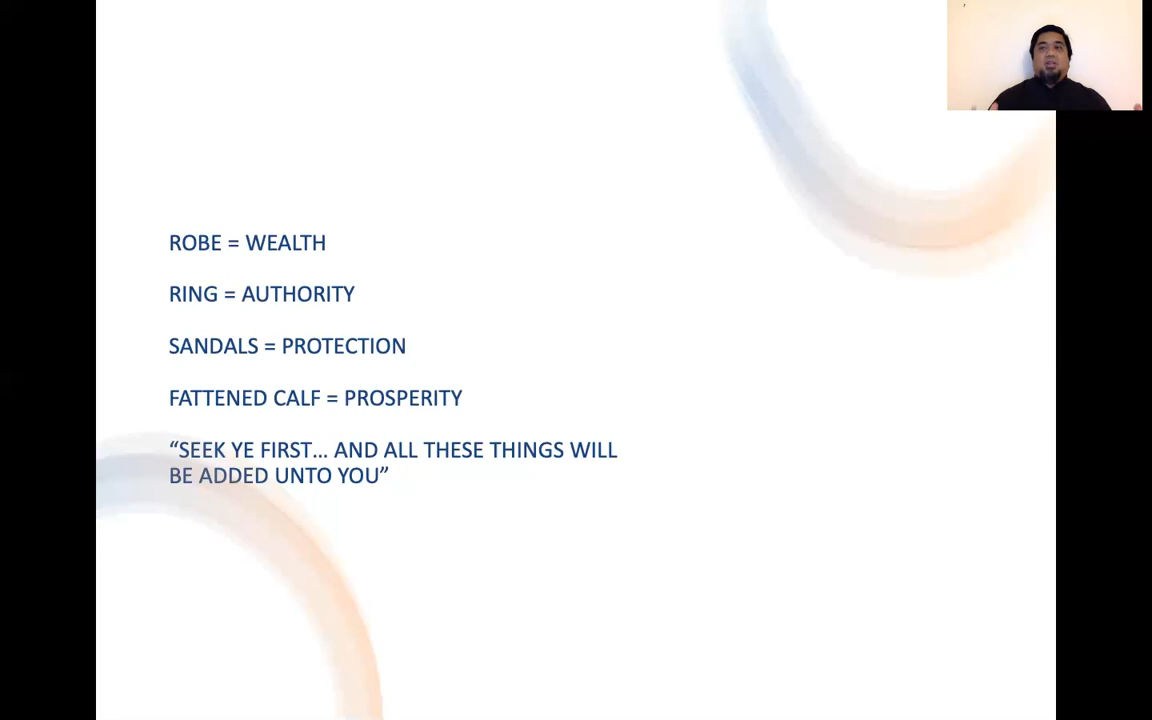 ROBE = WEALTH
RING = AUTHORITY
SANDALS = PROTECTION
FATTENED CALF = PROSPERITY
“SEEK YE FIRST... AND ALL THESE THINGS WILL
BE ADDED UNTO YOU”